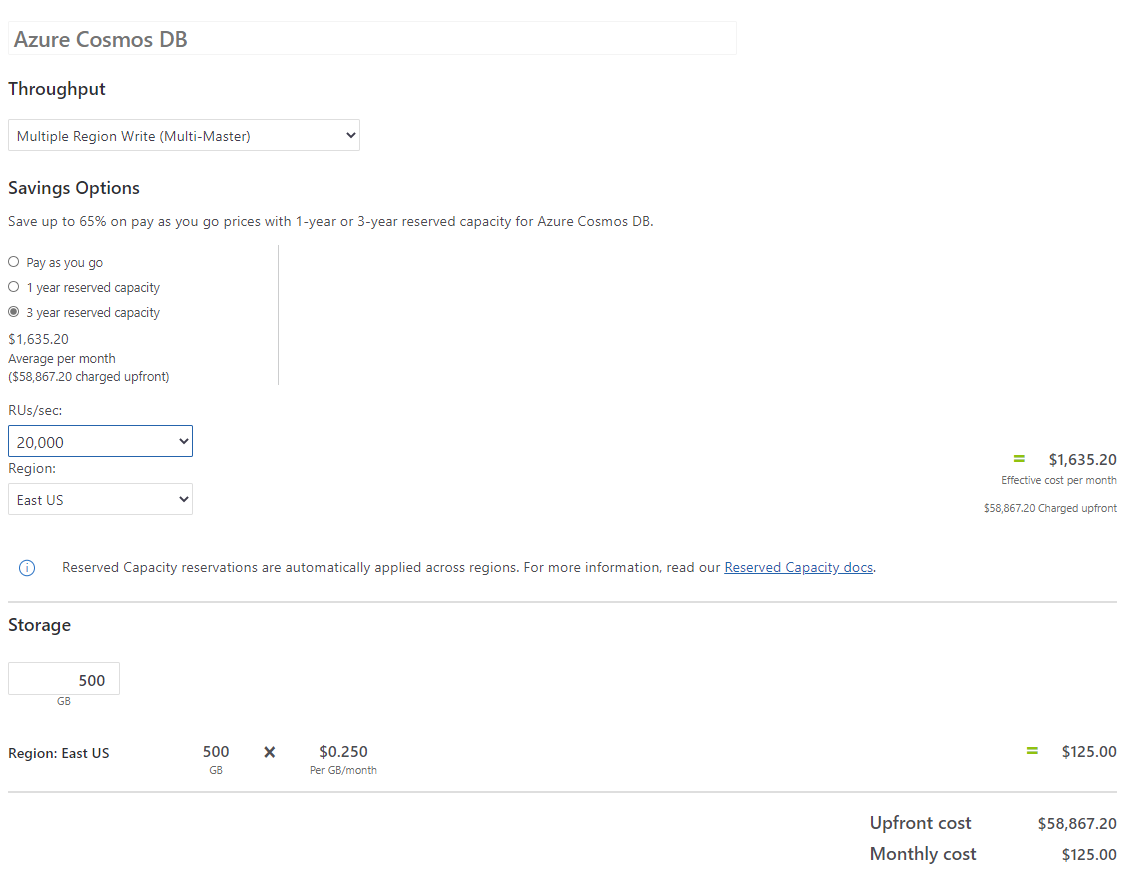 Azure Cosmos DB
Throughput
Multiple Region Write (Multi-Master)
Savings Options
Save up to 65% on pay as you go prices with 1-year or 3-year reserved capacity for Azure Cosmos DB.
Pay as you go
1 year reserved capacity
3 year reserved capacity
$1,635.20
Average per month
($58,867.20 charged upfront)
RUs/sec:
20,000
= $1,635.20
Region:
Effective cost per month
East US
$58,867.20 Charged upfront
Reserved Capacity reservations are automatically applied across regions. For more information, read our Reserved Capacity docs.
Storage
500
GB
Region: East US 500 × $0.250 = $125.00
GB Per GB/month
Upfront cost $58,867.20
Monthly cost $125.00